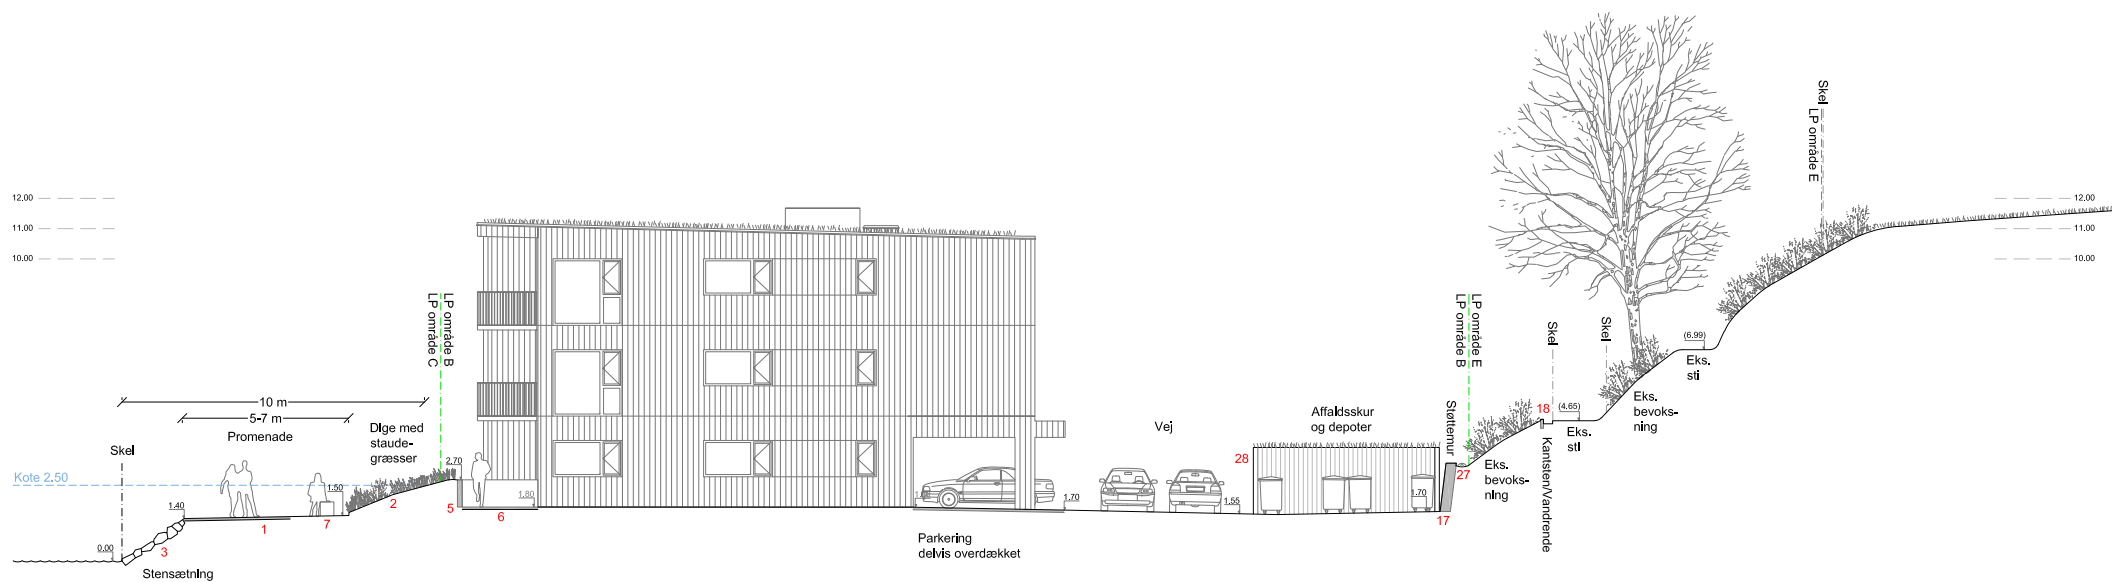 12.00
11.00
10.00
Kote 2.50
Skel
0.00
3
Stensætning
1.40
10 m
5-7 m
Promenade
1
7
1.50
Dige med
staude-
græsser
2
LP område B
LP område C
2.70
5
6
1.80
1.70
Parkering
delvis overdækket
Vej
1.55
28
Affaldsskur
og depoter
1.70
17
Støttemur
27
LP område E
LP område B
Eks.
bevoks-
ning
18
Kantsten/Vandrende
Skel
(4.65)
Eks.
sti
Skel
Eks.
bevoks-
ning
(6.99)
Eks.
sti
Skel
LP område E
12.00
11.00
10.00